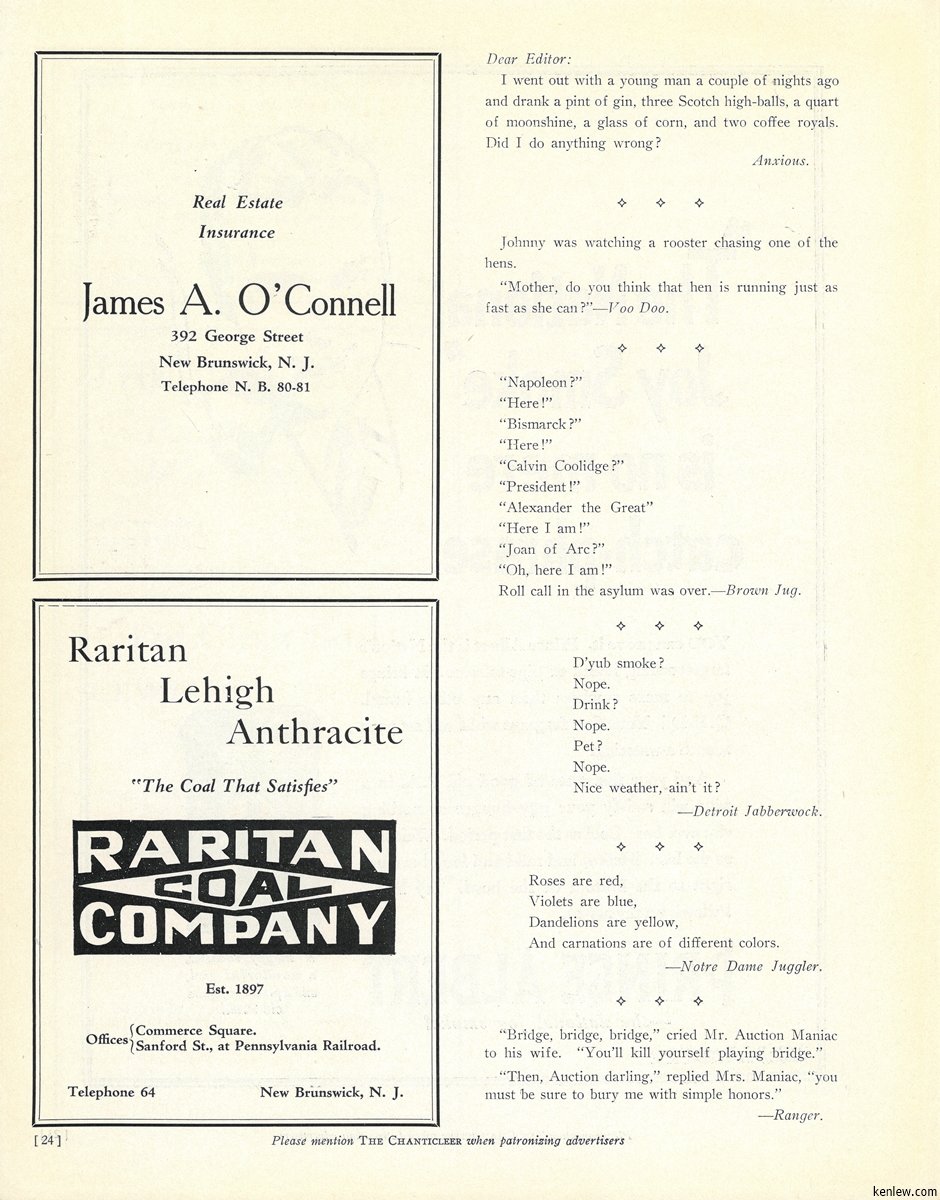 Real Estate
Insurance
James A. O'Connell
392 George Street
New Brunswick, N. J.
Telephone N. B. 80-81
Raritan
Lehigh
Anthracite
"The Coal That Satisfies"
RARITAN
COAL
COMPANY
Est. 1897
Offices { Commerce Square.
Sanford St., at Pennsylvania Railroad.
Telephone 64 New Brunswick, N. J.
Dear Editor:
I went out with a young man a couple of nights ago
and drank a pint of gin, three Scotch high-balls, a quart
of moonshine, a glass of corn, and two coffee royals.
Did I do anything wrong?
Anxious.
Johnny was watching a rooster chasing one of the
hens.
"Mother, do you think that hen is running just as
fast as she can?"—Voo Doo.
"Napoleon?"
"Here!"
"Bismarck?"
"Here!"
"Calvin Coolidge?"
"President!"
"Alexander the Great"
"Here I am!"
"Joan of Arc?"
"Oh, here I am!"
Roll call in the asylum was over.—Brown Jug.
D'yub smoke?
Nope.
Drink?
Nope.
Pet?
Nope.
Nice weather, ain't it?
—Detroit Jabberwock.
Roses are red,
Violets are blue,
Dandelions are yellow,
And carnations are of different colors.
—Notre Dame Juggler.
"Bridge, bridge, bridge," cried Mr. Auction Maniac
to his wife. "You'll kill yourself playing bridge."
"Then, Auction darling," replied Mrs. Maniac, "you
must be sure to bury me with simple honors."
—Ranger.
[24] Please mention THE CHANTICLEER when patronizing advertisers
kenlew.com